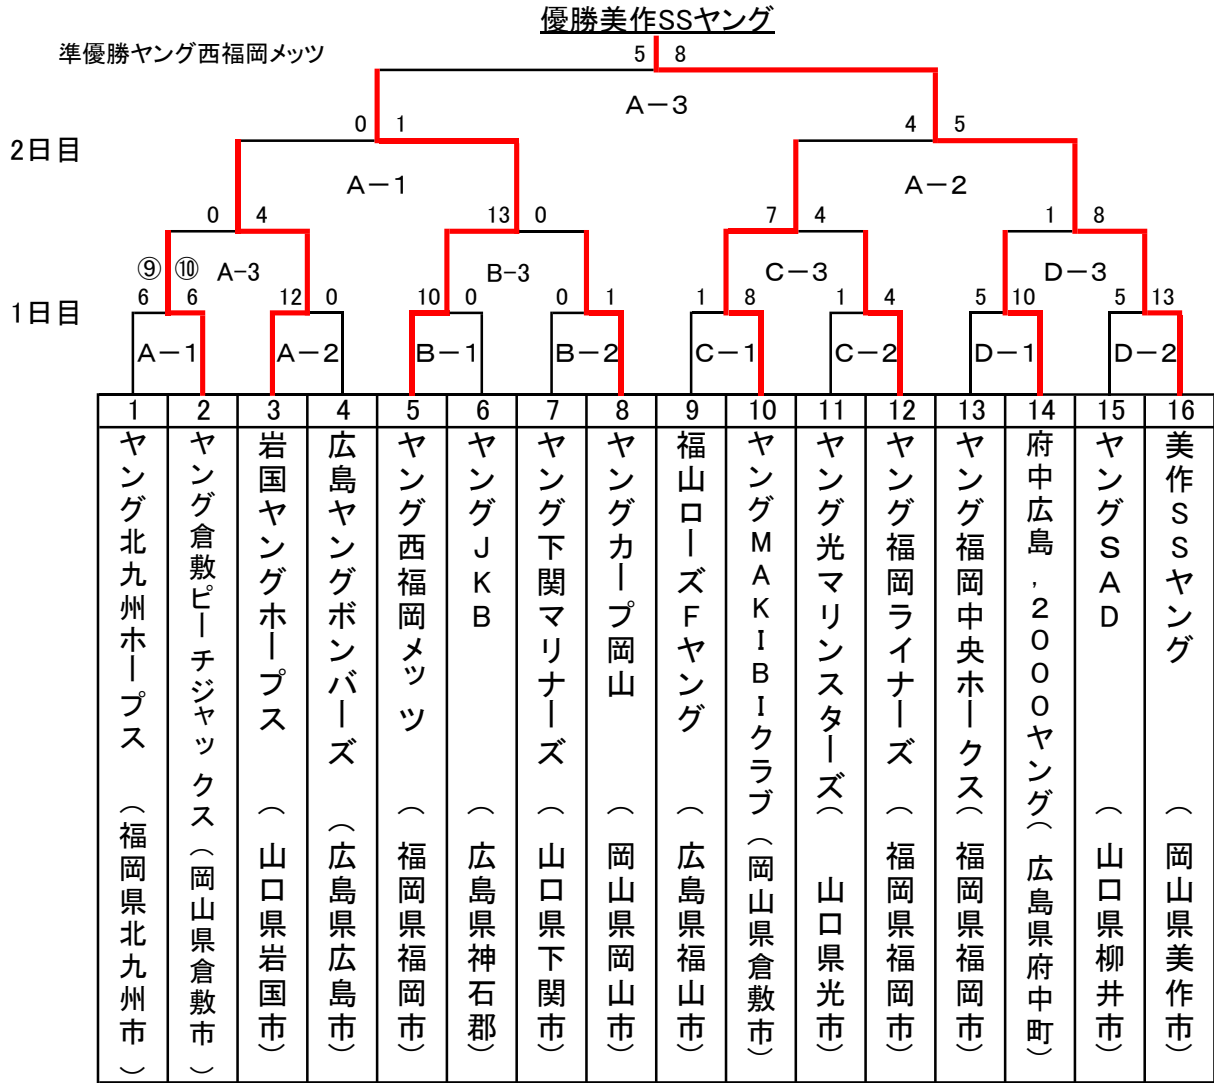 優勝美作SSヤング
準優勝ヤング西福岡メッツ
5 8
A－3
0 1 4 5
2日目
A－1 A－2
0 4 13 0 7 4 1 8
⑨ ⑩ A-3 B-3 C－3 D－3
6 6 12 0 10 0 0 1 1 8 1 4 5 10 5 13
1日目
A－1 A－2 B－1 B－2 C－1 C－2 D－1 D－2
1 2 3 4 5 6 7 8 9 10 11 12 13 14 15 16
ヤング北九州ホープス（福岡県北九州市）
ヤング倉敷ピーチジャックス（岡山県倉敷市）
岩国ヤングホープス（山口県岩国市）
広島ヤングボンバーズ（広島県広島市）
ヤング西福岡メッツ（福岡県福岡市）
ヤングJKB（広島県神石郡）
ヤング下関マリナーズ（山口県下関市）
ヤングカープ岡山（岡山県岡山市）
福山ローズFヤング（広島県福山市）
ヤングMAKIBIクラブ（岡山県倉敷市）
ヤング光マリンスターズ（山口県光市）
ヤング福岡ライナーズ（福岡県福岡市）
ヤング福岡中央ホークス（福岡県福岡市）
府中広島，2000ヤング（広島県府中町）
ヤングSAD（山口県柳井市）
美作SSヤング（岡山県美作市）